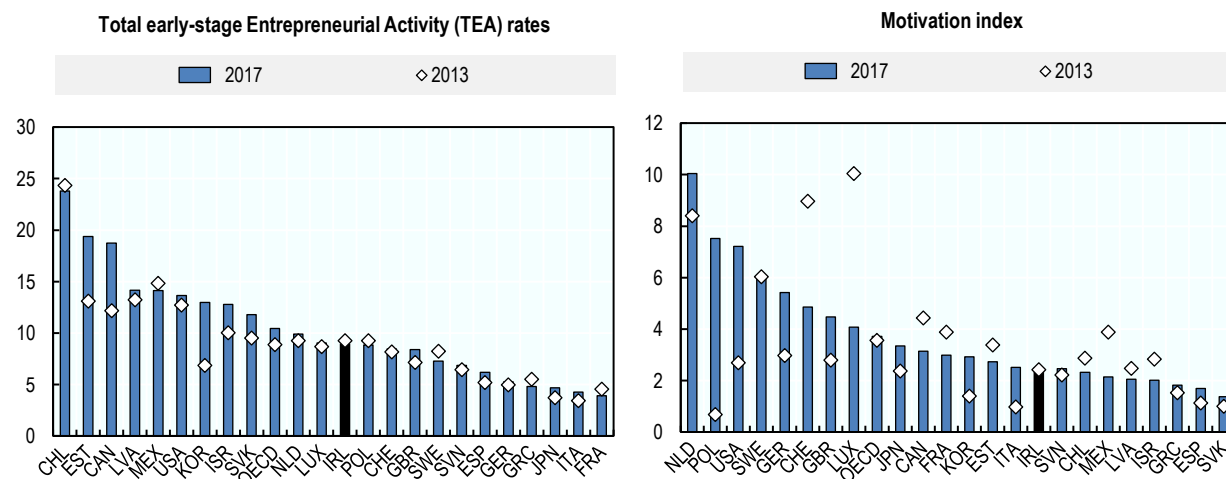 Total early-stage Entrepreneurial Activity (TEA) rates
2017
2013
30
25
20
15
10
5
0
CHL
EST
CAN
LVA
MEX
USA
KOR
ISR
SVK
OECD
NLD
LUX
IRL
POL
CHE
GBR
SWE
SVN
ESP
GER
GRC
JPN
ITA
FRA
Motivation index
2017
2013
12
10
8
6
4
2
0
NLD
POL
USA
SWE
GER
CHE
GBR
LUX
OECD
JPN
CAN
FRA
KOR
EST
ITA
IRL
SVN
CHL
MEX
LVA
ISR
GRC
ESP
SVK